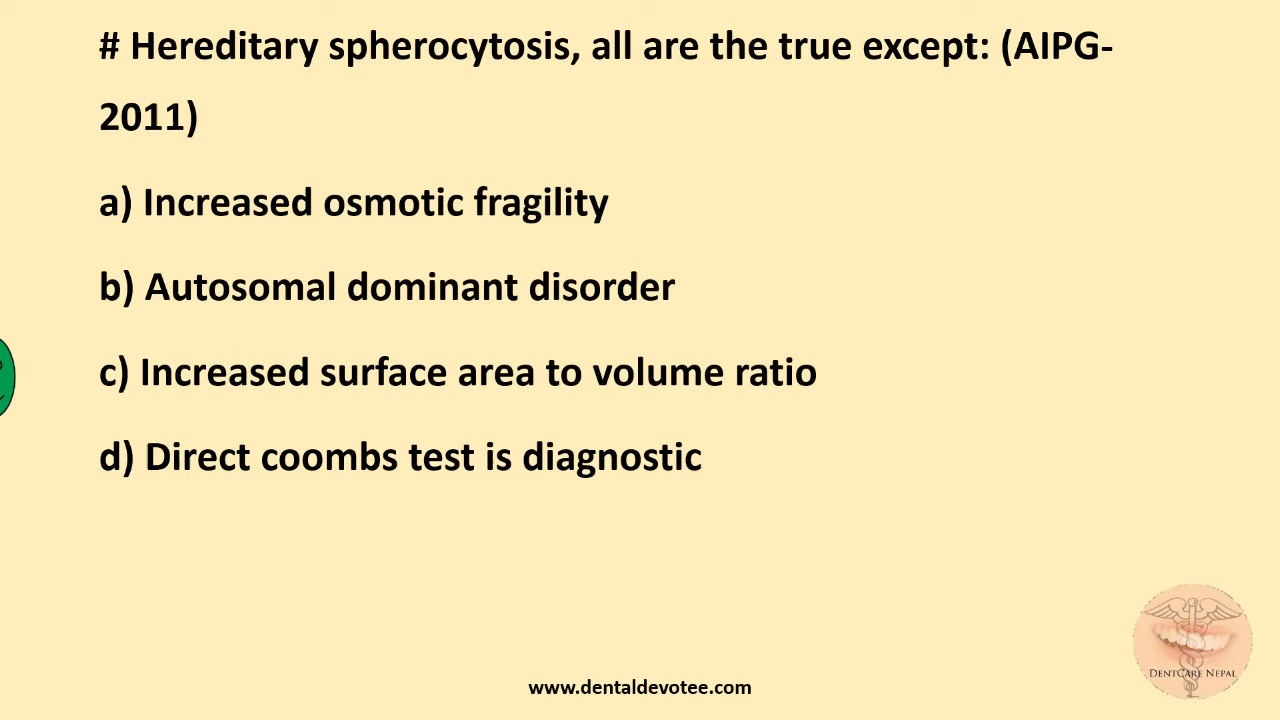 # Hereditary spherocytosis, all are the true except: (AIPG-
2011)
a) Increased osmotic fragility
b) Autosomal dominant disorder
c) Increased surface area to volume ratio
d) Direct coombs test is diagnostic
DENTCARE NEPAL
www.dentaldevotee.com